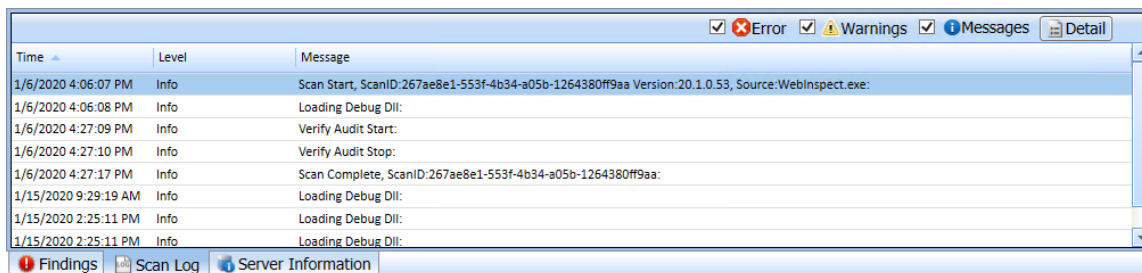 Error Warnings Messages Detail
Time Level Message
1/6/2020 4:06:07 PM Info Scan Start, ScanID:267ae8e1-553f-4b34-a05b-1264380ff9aa Version:20.1.0.53, Source:WebInspect.exe:
1/6/2020 4:06:08 PM Info Loading Debug Dll:
1/6/2020 4:27:09 PM Info Verify Audit Start:
1/6/2020 4:27:10 PM Info Verify Audit Stop:
1/6/2020 4:27:17 PM Info Scan Complete, ScanID:267ae8e1-553f-4b34-a05b-1264380ff9aa:
1/15/2020 9:29:19 AM Info Loading Debug Dll:
1/15/2020 2:25:11 PM Info Loading Debug Dll:
1/15/2020 2:25:11 PM Info Loading Debug Dll:
Findings Scan Log Server Information